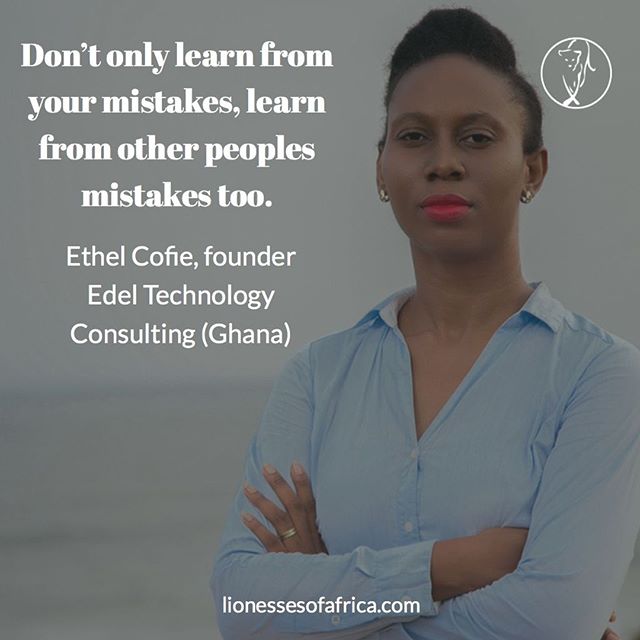 Don’t only learn from
your mistakes, learn
from other peoples
mistakes too.
Ethel Cofie, founder
Edel Technology
Consulting (Ghana)
lionessesofafrica.com